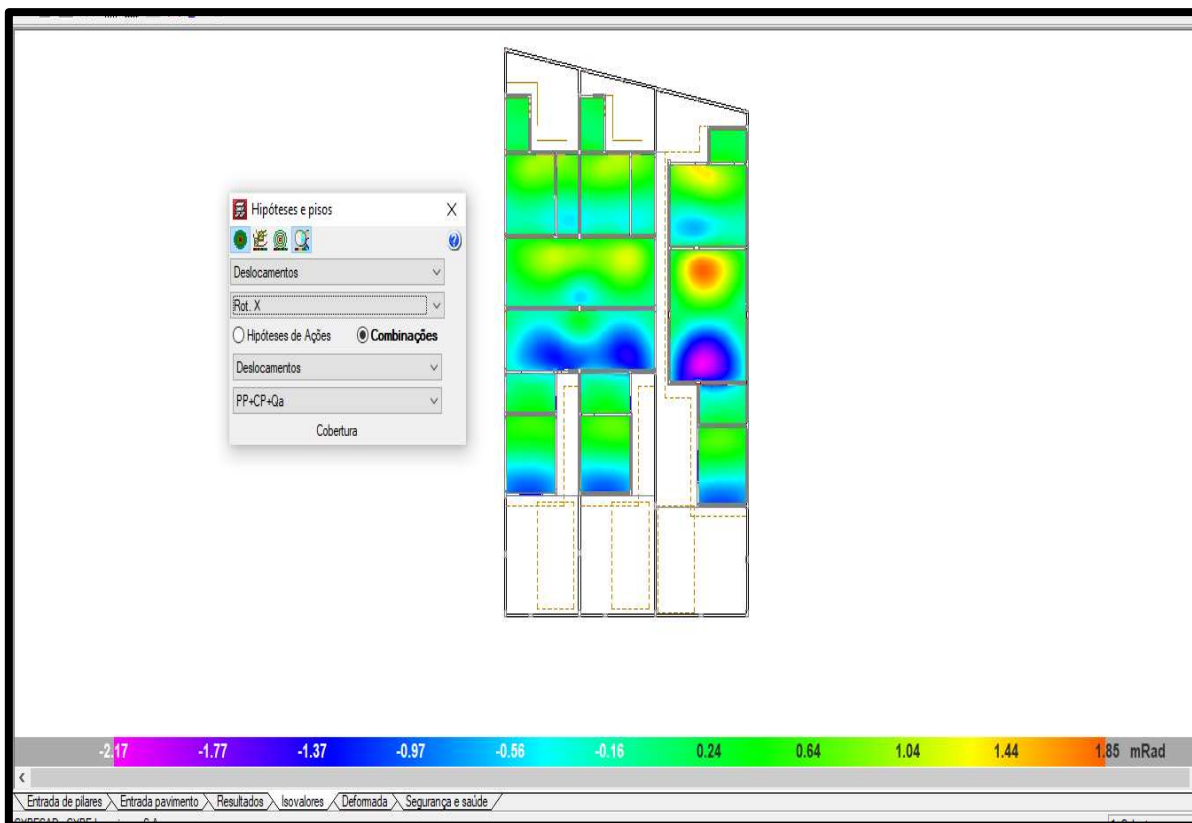 Hipóteses e pisos X
Deslocamentos
Rot. X
Hipóteses de Ações Combinações
Deslocamentos
PP+CP+Qa
Cobertura
-2.17 -1.77 -1.37 -0.97 -0.56 -0.16 0.24 0.64 1.04 1.44 1.85 mRad
Entrada de pilares Entrada pavimento Resultados Isovalores Deformada Segurança e saúde